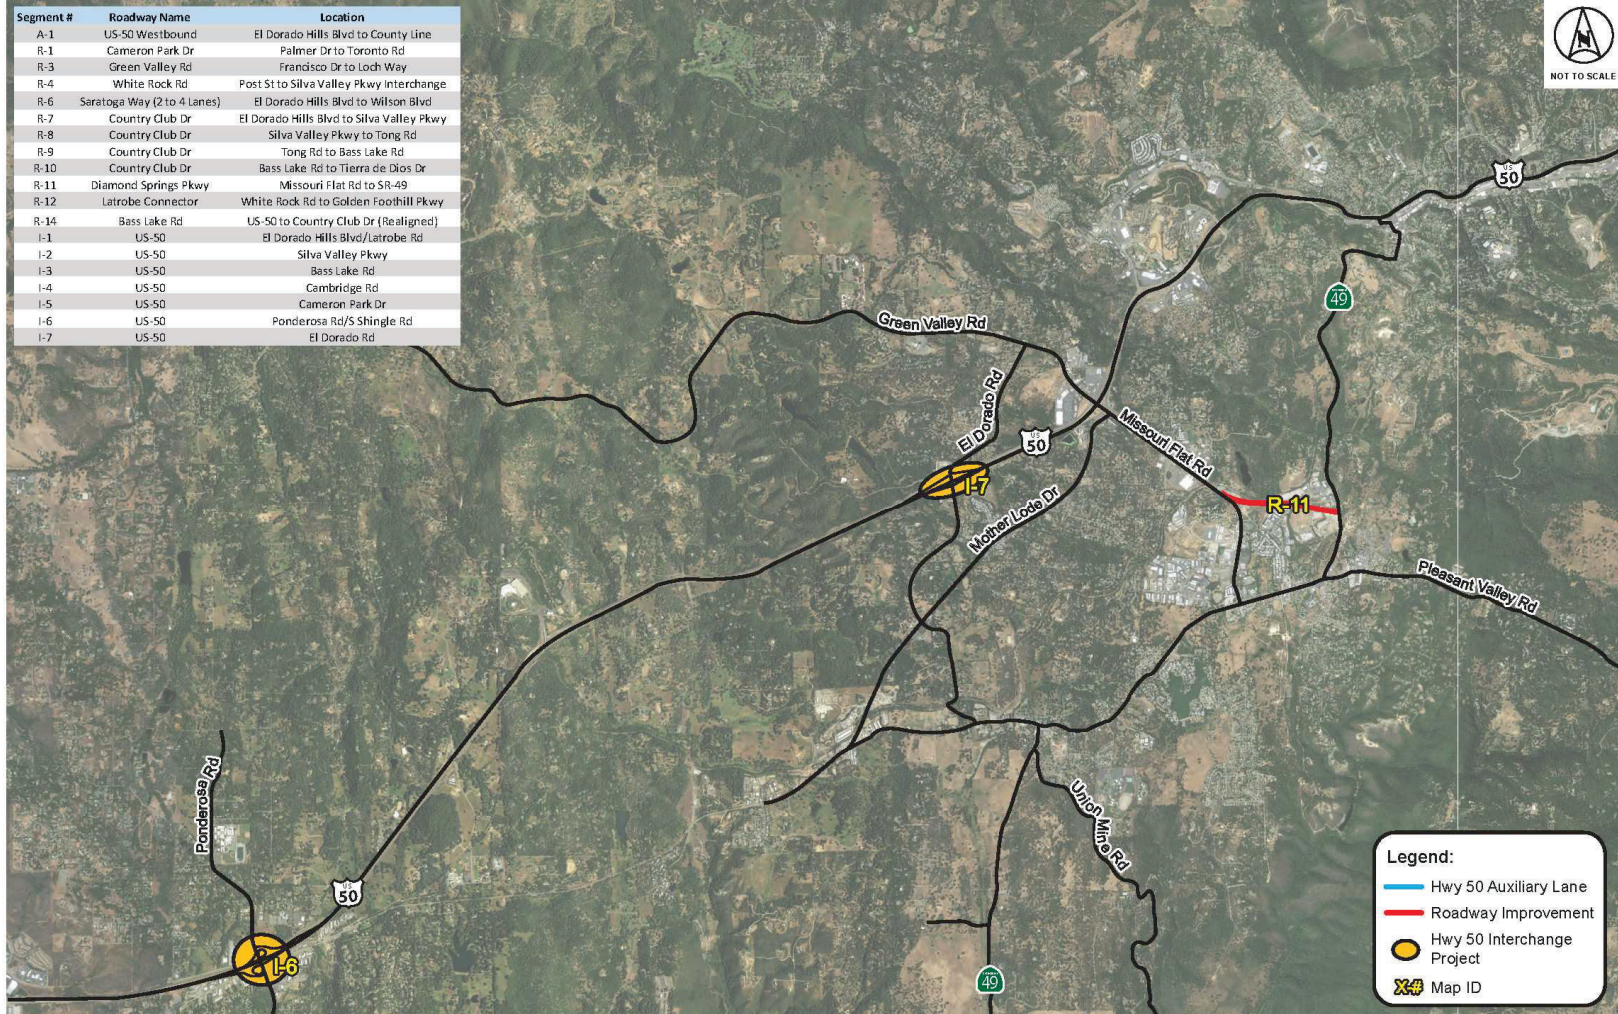 Segment # Roadway Name Location
A-1 US-50 Westbound El Dorado Hills Blvd to County Line
R-1 Cameron Park Dr Palmer Dr to Toronto Rd
R-3 Green Valley Rd Francisco Dr to Loch Way
R-4 White Rock Rd Post St to Silva Valley Pkwy Interchange
R-6 Saratoga Way (2 to 4 Lanes) El Dorado Hills Blvd to Wilson Blvd
R-7 Country Club Dr El Dorado Hills Blvd to Silva Valley Pkwy
R-8 Country Club Dr Silva Valley Pkwy to Tong Rd
R-9 Country Club Dr Tong Rd to Bass Lake Rd
R-10 Country Club Dr Bass Lake Rd to Tierra de Dios Dr
R-11 Diamond Springs Pkwy Missouri Flat Rd to SR-49
R-12 Latrobe Connector White Rock Rd to Golden Foothill Pkwy
R-14 Bass Lake Rd US-50 to Country Club Dr (Realigned)
I-1 US-50 El Dorado Hills Blvd/Latrobe Rd
I-2 US-50 Silva Valley Pkwy
I-3 US-50 Bass Lake Rd
I-4 US-50 Cambridge Rd
I-5 US-50 Cameron Park Dr
I-6 US-50 Ponderosa Rd/S Shingle Rd
I-7 US-50 El Dorado Rd
N
NOT TO SCALE
US
50
49
Green Valley Rd
El Dorado Rd
US
50
Missouri Flat Rd
I-7
R-11
Mother Lode Dr
Pleasant Valley Rd
Ponderosa Rd
Union Mine Rd
US
50
I-6
49
Legend:
Hwy 50 Auxiliary Lane
Roadway Improvement
Hwy 50 Interchange
Project
X-# Map ID